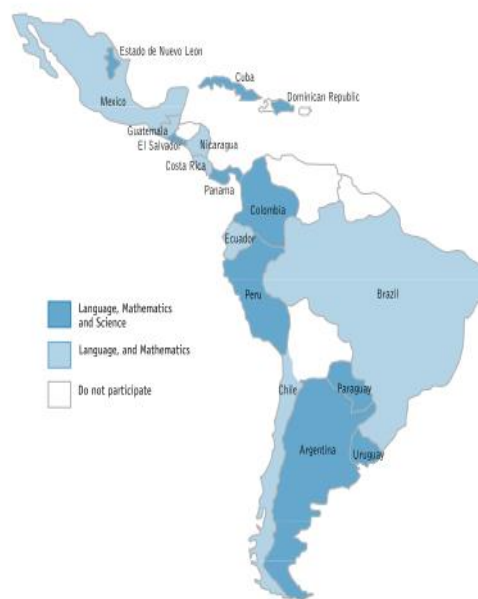 Estado de Nuevo Leon
Cuba
Dominican Republic
Mexico
Guatemala
El Salvador
Nicaragua
Costa Rica
Panama
Colombia
Ecuador
Peru
Brazil
Language, Mathematics
and Science
Language, and Mathematics
Do not participate
Chile
Paraguay
Argentina
Uruguay